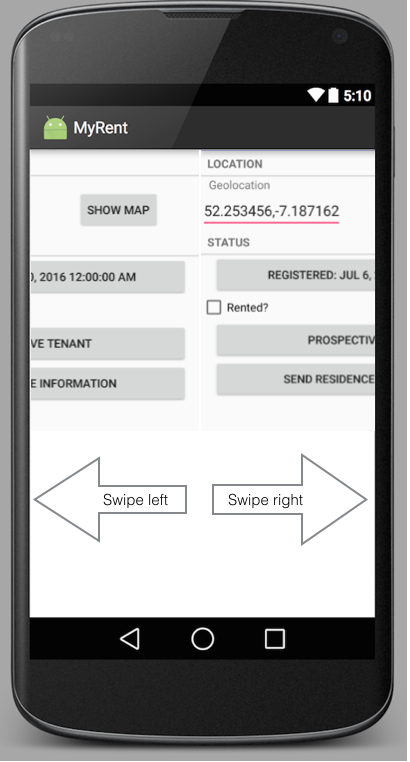 5:10
MyRent
LOCATION
Geolocation
SHOW MAP
52.253456,-7.187162
STATUS
0, 2016 12:00:00 AM
REGISTERED: JUL 6,
Rented?
VE TENANT
PROSPECTIV
E INFORMATION
SEND RESIDENCE
Swipe left
Swipe right